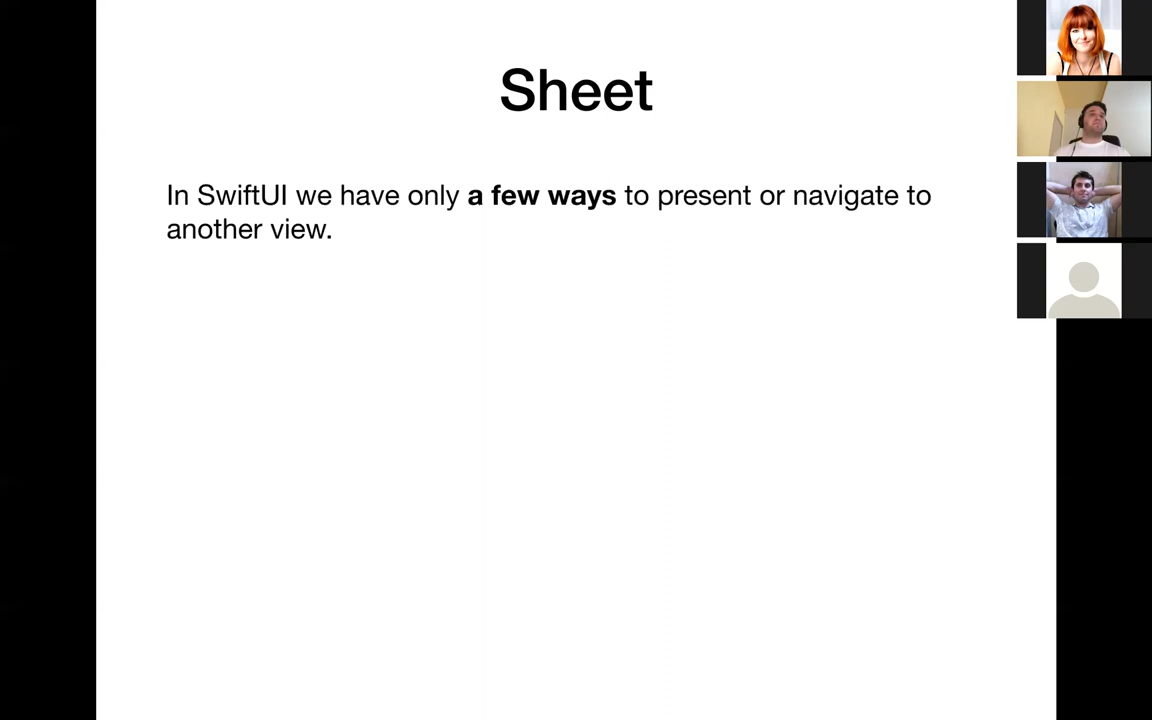 Sheet
In SwiftUI we have only a few ways to present or navigate to
another view.